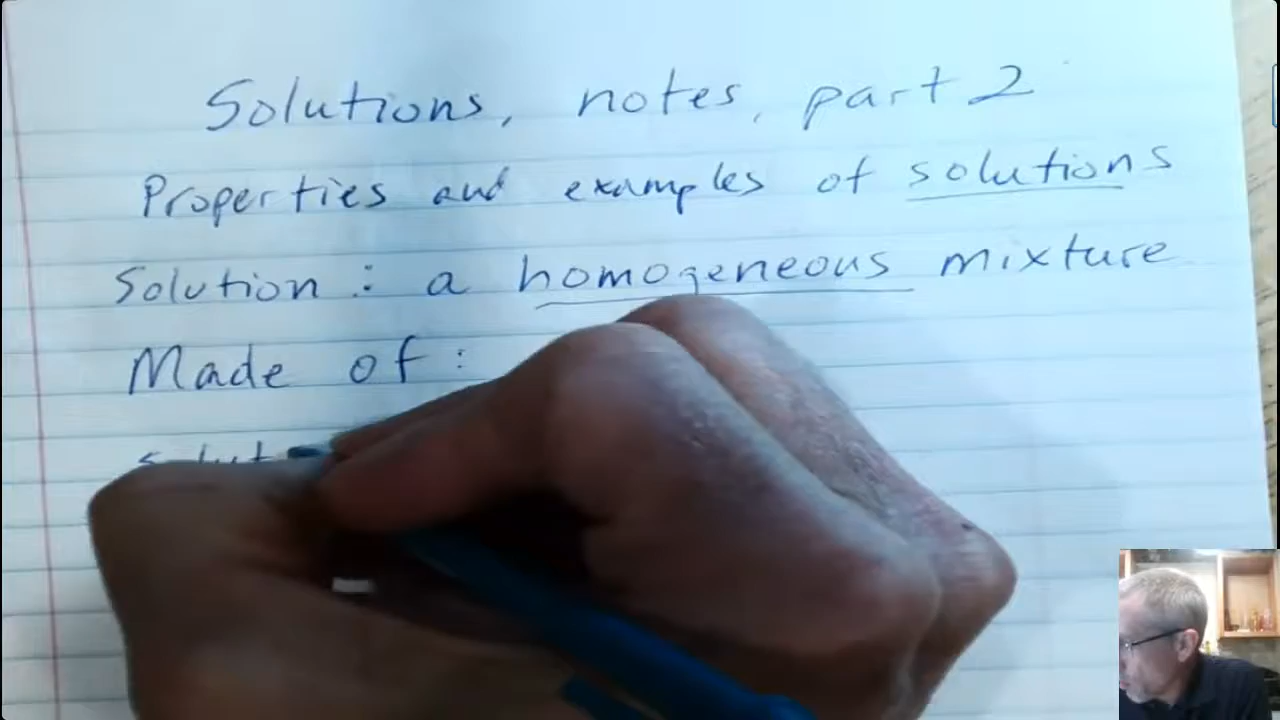 Solutions, notes, part 2
Properties and examples of solutions
Solution : a homogeneous mixture
Made of :